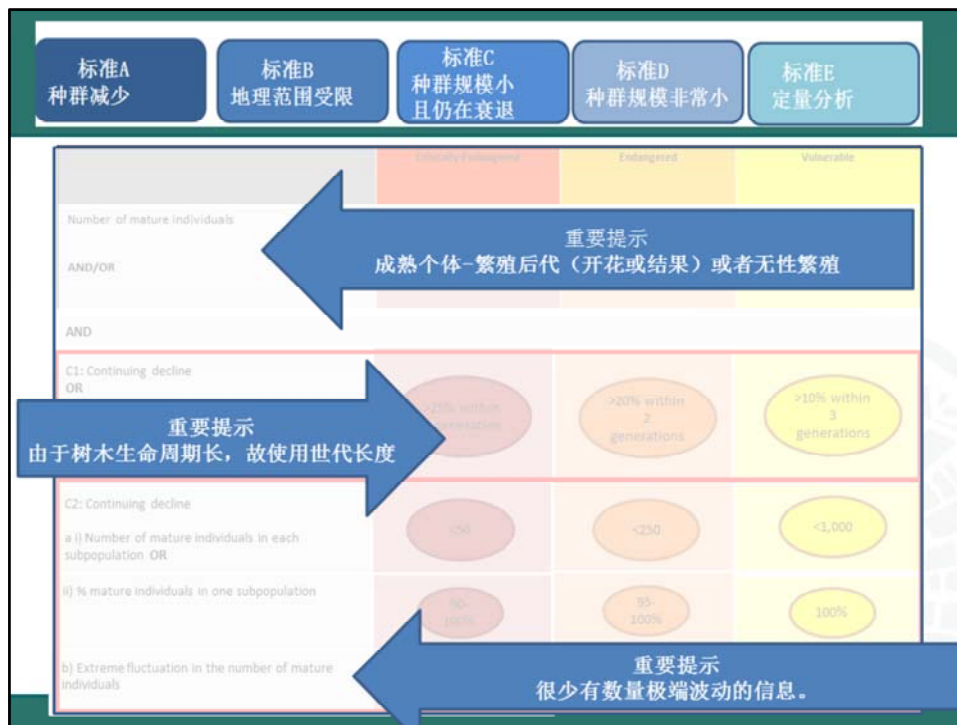 标准A
种群减少
标准B
地理范围受限
标准C
种群规模小
且仍在衰退
标准D
种群规模非常小
标准E
定量分析
Critically Endangered
Endangered
Vulnerable
Number of mature individuals
重要提示
成熟个体-繁殖后代（开花或结果）或者无性繁殖
AND/OR
AND
C1: Continuing decline
OR
>20% within
2
generations
>10% within
3
generations
重要提示
由于树木生命周期长，故使用世代长度
C2: Continuing decline
a i) Number of mature individuals in each
subpopulation OR
<50
<250
<1,000
ii) % mature individuals in one subpopulation
90-
100%
95-
100%
100%
b) Extreme fluctuation in the number of mature
individuals
重要提示
很少有数量极端波动的信息。